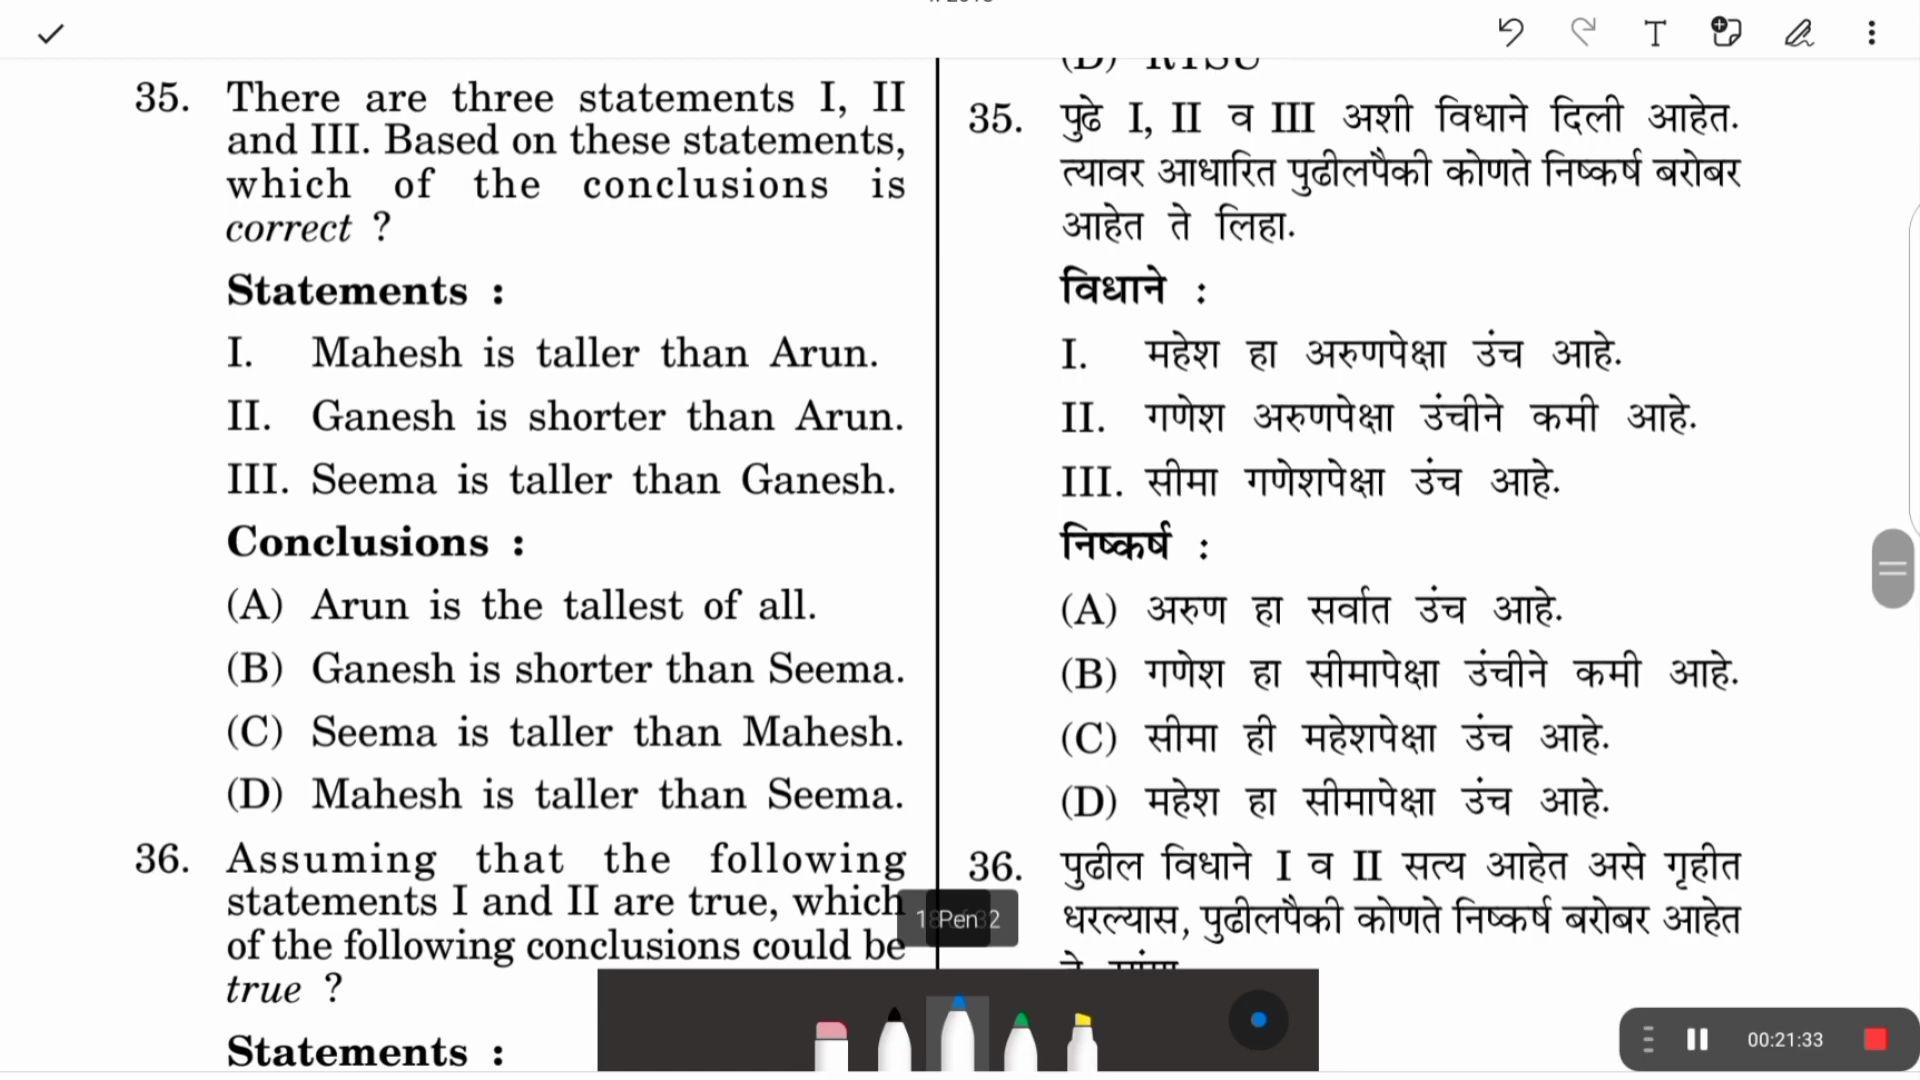 35. There are three statements I, II
and III. Based on these statements,
which of the conclusions is
correct ?
Statements :
I. Mahesh is taller than Arun.
II. Ganesh is shorter than Arun.
III. Seema is taller than Ganesh.
Conclusions :
(A) Arun is the tallest of all.
(B) Ganesh is shorter than Seema.
(C) Seema is taller than Mahesh.
(D) Mahesh is taller than Seema.
36. Assuming that the following
statements I and II are true, which
of the following conclusions could be
true ?
Statements :
(D) RTSU
35. पुढे I, II व III अशी विधाने दिली आहेत.
त्यावर आधारित पुढीलपैकी कोणते निष्कर्ष बरोबर
आहेत ते लिहा.
विधाने :
I. महेश हा अरुणपेक्षा उंच आहे.
II. गणेश अरुणपेक्षा उंचीने कमी आहे.
III. सीमा गणेशपेक्षा उंच आहे.
निष्कर्ष :
(A) अरुण हा सर्वात उंच आहे.
(B) गणेश हा सीमापेक्षा उंचीने कमी आहे.
(C) सीमा ही महेशपेक्षा उंच आहे.
(D) महेश हा सीमापेक्षा उंच आहे.
36. पुढील विधाने I व II सत्य आहेत असे गृहीत
धरल्यास, पुढीलपैकी कोणते निष्कर्ष बरोबर आहेत
Pen
00:21:33